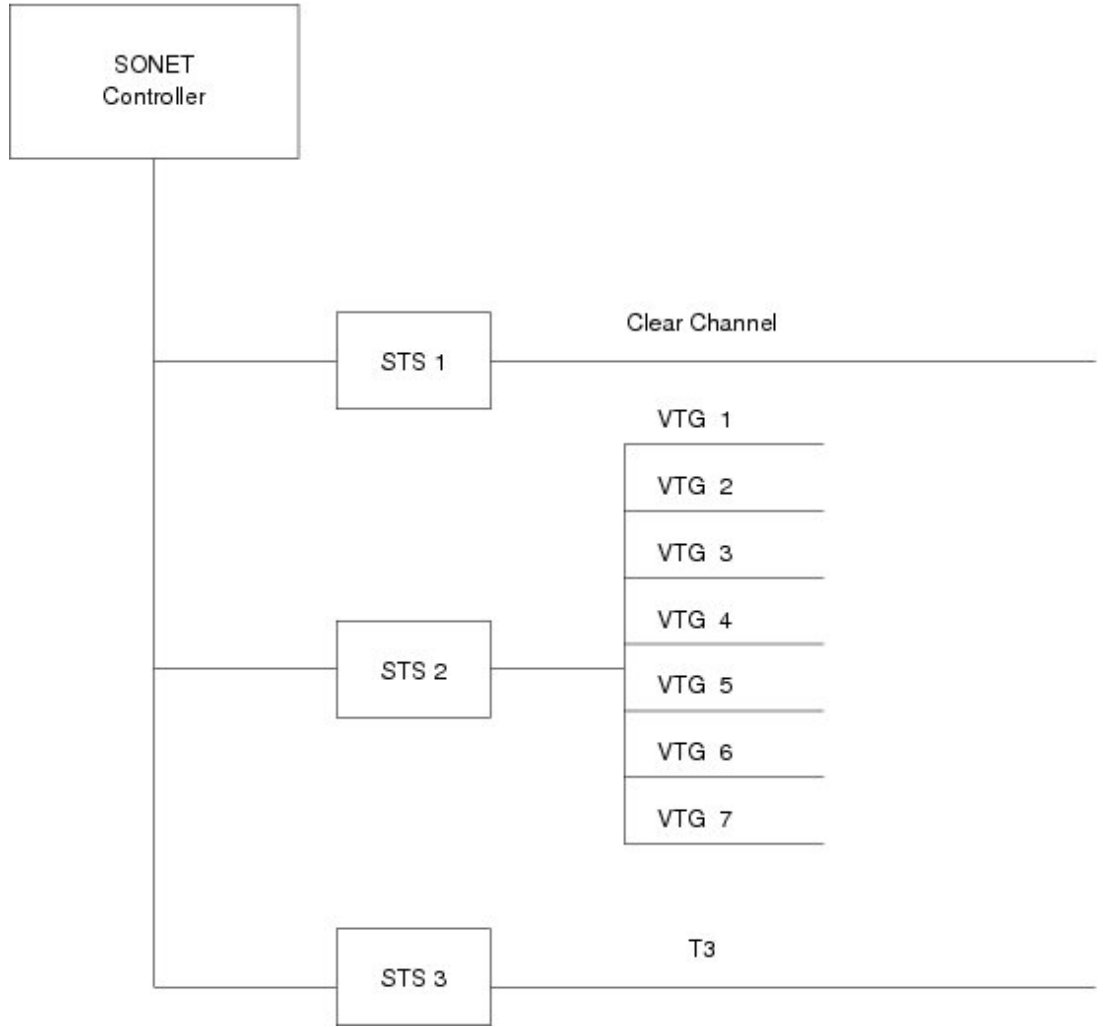 SONET
Controller
STS 1
Clear Channel
VTG 1
VTG 2
VTG 3
VTG 4
STS 2
VTG 5
VTG 6
VTG 7
STS 3
T3